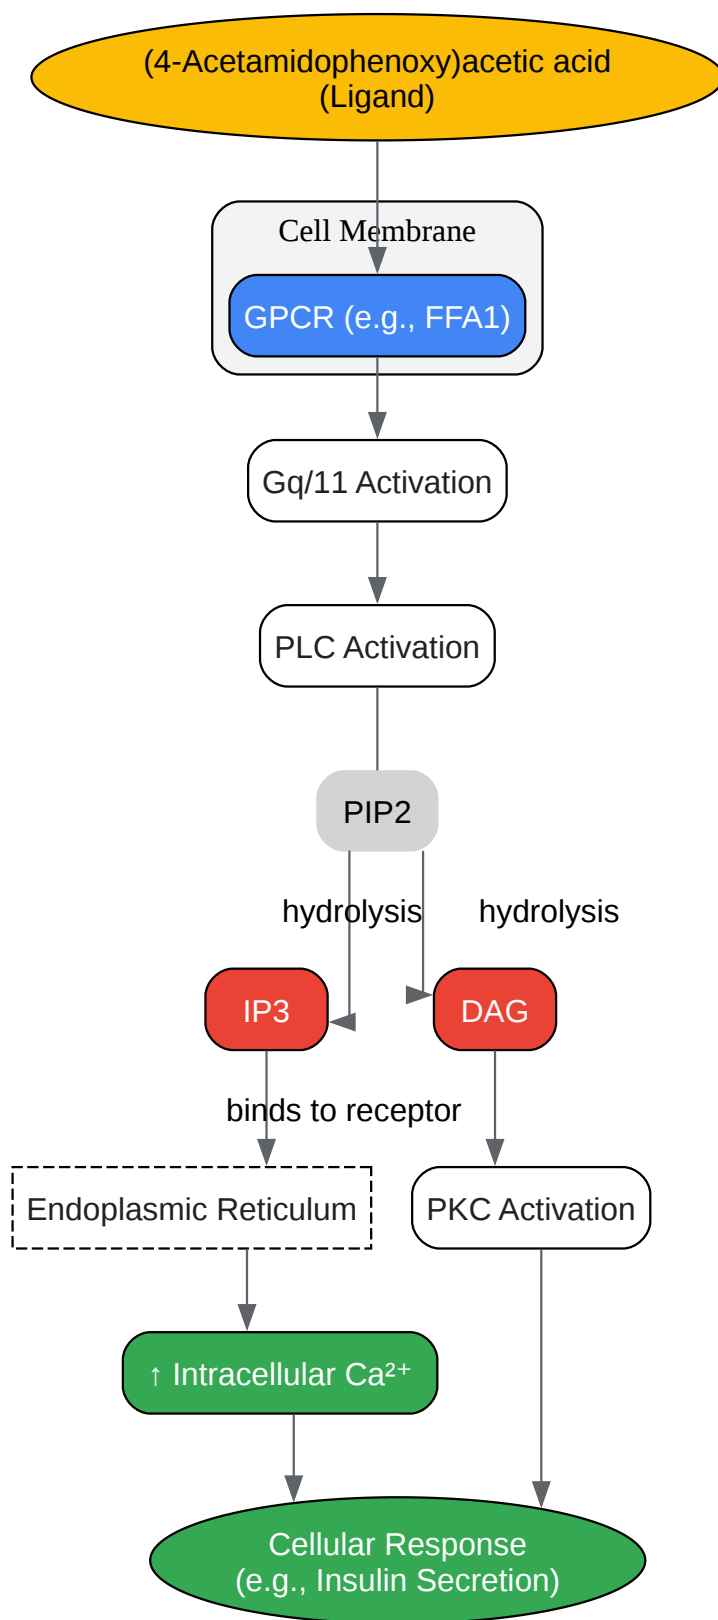 (4-Acetamidophenoxy)acetic acid
(Ligand)
Cell Membrane
GPCR (e.g., FFA1)
Gq/11 Activation
PLC Activation
PIP2
hydrolysis
hydrolysis
IP3
DAG
binds to receptor
Endoplasmic Reticulum
PKC Activation
↑ Intracellular Ca²⁺
Cellular Response
(e.g., Insulin Secretion)